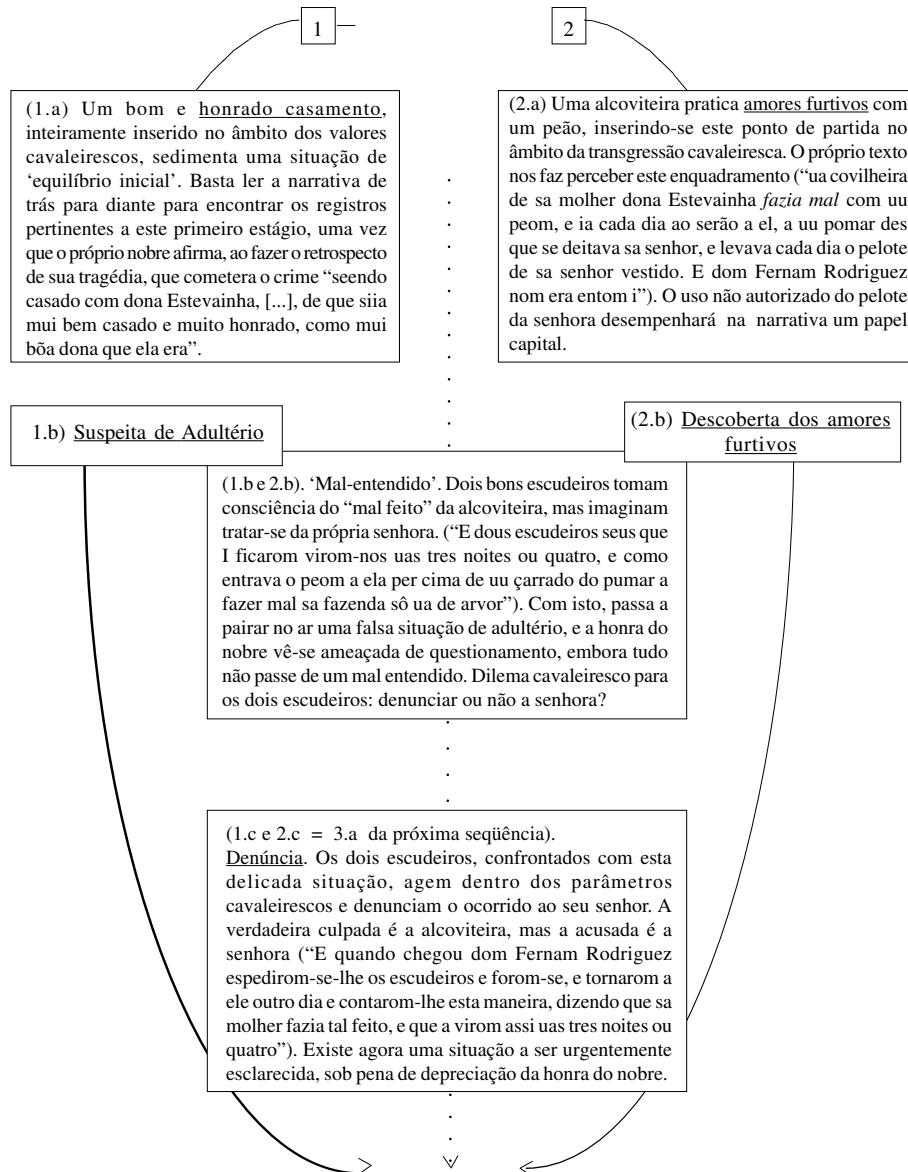 1
2
(1.a) Um bom e honrado casamento,
inteiramente inserido no âmbito dos valores
cavaleirescos, sedimenta uma situação de
‘equilíbrio inicial’. Basta ler a narrativa de
trás para diante para encontrar os registros
pertinentes a este primeiro estágio, uma vez
que o próprio nobre afirma, ao fazer o retrospecto
de sua tragédia, que cometera o crime “seendo
casado com dona Estevainha, [...], de que siia
mui bem casado e muito honrado, como mui
bõa dona que ela era”.
(2.a) Uma alcoviteira pratica amores furtivos com
um peão, inserindo-se este ponto de partida no
âmbito da transgressão cavaleiresca. O próprio texto
nos faz perceber este enquadramento (“ua covilheira
de sa molher dona Estevainha fazia mal com uu
peom, e ia cada dia ao serão a el, a uu pomar des
que se deitava sa senhor, e levava cada dia o pelote
de sa senhor vestido. E dom Fernam Rodriguez
nom era entom i”). O uso não autorizado do pelote
da senhora desempenhará na narrativa um papel
capital.
1.b) Suspeita de Adultério
(2.b) Descoberta dos amores
furtivos
(1.b e 2.b). ‘Mal-entendido’. Dois bons escudeiros tomam
consciência do “mal feito” da alcoviteira, mas imaginam
tratar-se da própria senhora. (“E dous escudeiros seus que
I ficarom virom-nos uas tres noites ou quatro, e como
entrava o peom a ela per cima de uu çarrado do pumar a
fazer mal sa fazenda sô ua de arvor”). Com isto, passa a
pairar no ar uma falsa situação de adultério, e a honra do
nobre vê-se ameaçada de questionamento, embora tudo
não passe de um mal entendido. Dilema cavaleiresco para
os dois escudeiros: denunciar ou não a senhora?
(1.c e 2.c = 3.a da próxima seqüência).
Denúncia. Os dois escudeiros, confrontados com esta
delicada situação, agem dentro dos parâmetros
cavaleirescos e denunciam o ocorrido ao seu senhor. A
verdadeira culpada é a alcoviteira, mas a acusada é a
senhora (“E quando chegou dom Fernam Rodriguez
espedirom-se-lhe os escudeiros e forom-se, e tornarom a
ele outro dia e contarom-lhe esta maneira, dizendo que sa
molher fazia tal feito, e que a virom assi uas tres noites ou
quatro”). Existe agora uma situação a ser urgentemente
esclarecida, sob pena de depreciação da honra do nobre.